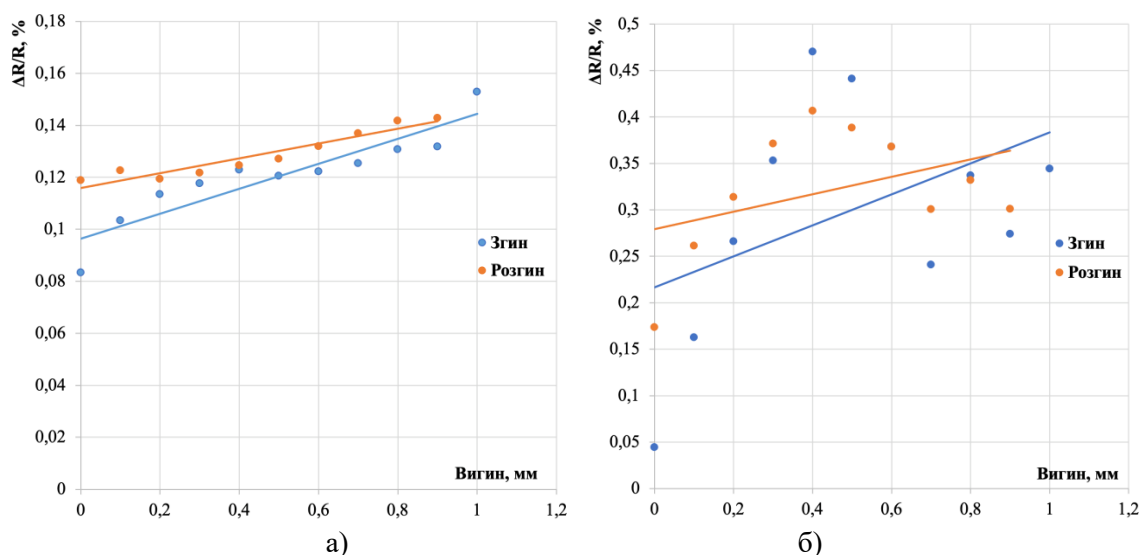 ΔR/R, %
0,18
0,16
0,14
0,12
0,1
0,08
0,06
0,04
0,02
0
Згин
Розгин
Вигин, мм
0 0,2 0,4 0,6 0,8 1 1,2
а)
ΔR/R, %
0,5
0,45
0,4
0,35
0,3
0,25
0,2
0,15
0,1
0,05
0
Згин
Розгин
Вигин, мм
0 0,2 0,4 0,6 0,8 1 1,2
б)